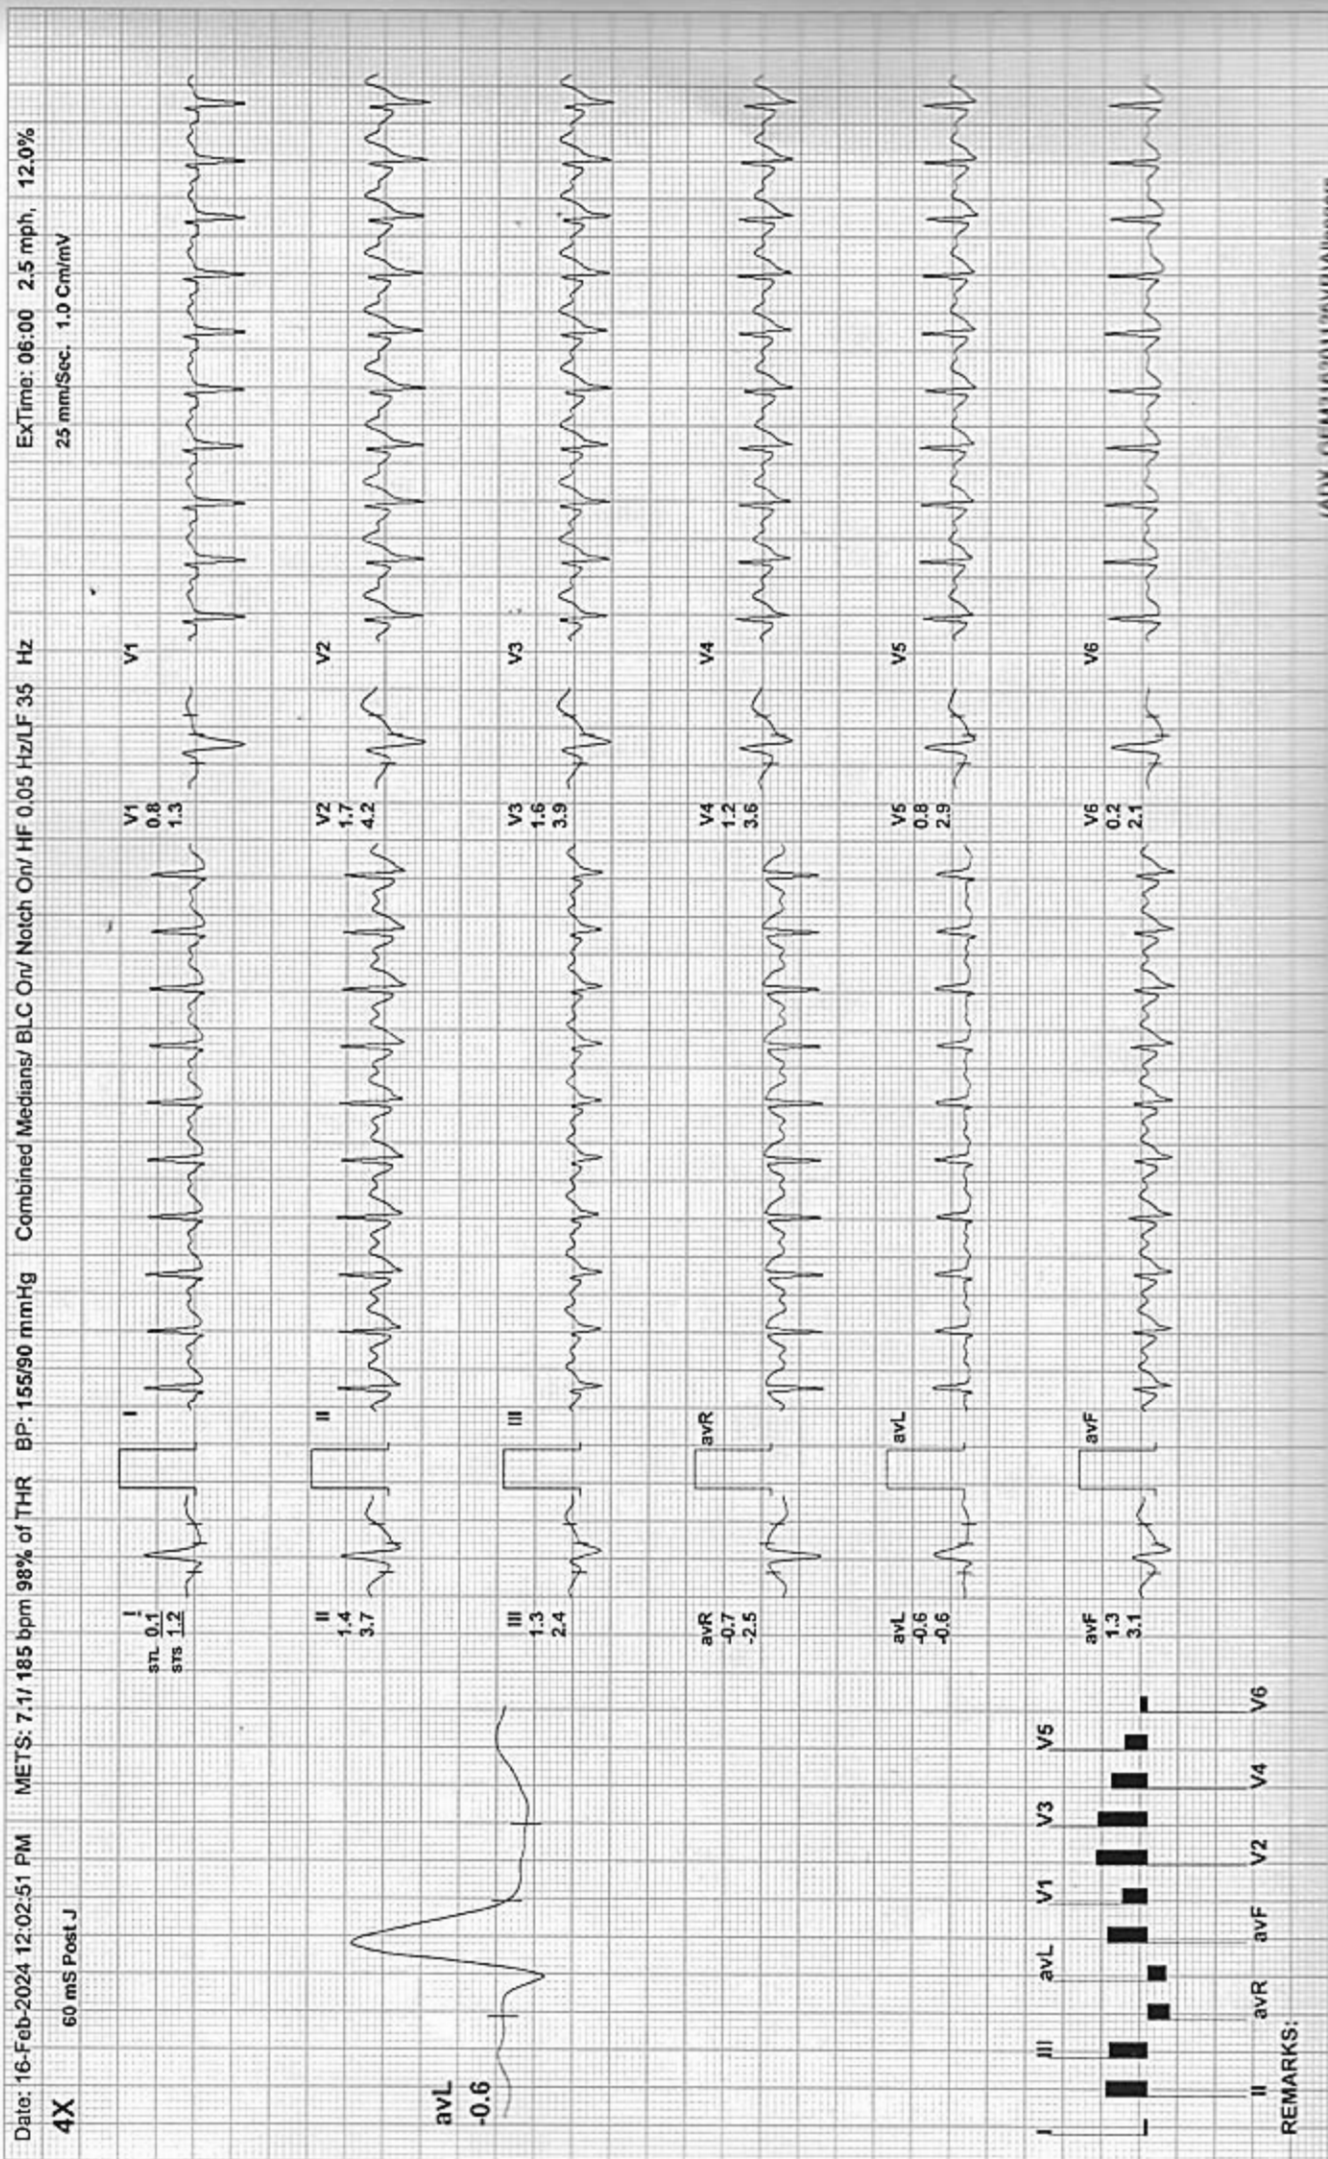 Date: 16-Feb-2024 12:02:51 PM METS: 7.1/ 185 bpm 98% of THR BP: 155/90 mmHg Combined Medians/ BLC On/ Notch On/ HF 0.05 Hz/LF 35 Hz ExTime: 06:00 2.5 mph, 12.0%
4X 60 mS Post J 25 mm/Sec. 1.0 Cm/mV
avL
-0.6
I
STL 0.1
STS 1.2
I
V1
0.8
1.3
V1
II
1.4
3.7
II
V2
1.7
4.2
V2
III
1.3
2.4
III
V3
1.6
3.9
V3
avR
-0.7
-2.5
avR
V4
1.2
3.6
V4
avL
-0.6
-0.6
avL
V5
0.8
2.9
V5
avF
1.3
3.1
avF
V6
0.2
2.1
V6
I III avL V1 V3 V5
II avR avF V2 V4 V6
REMARKS: